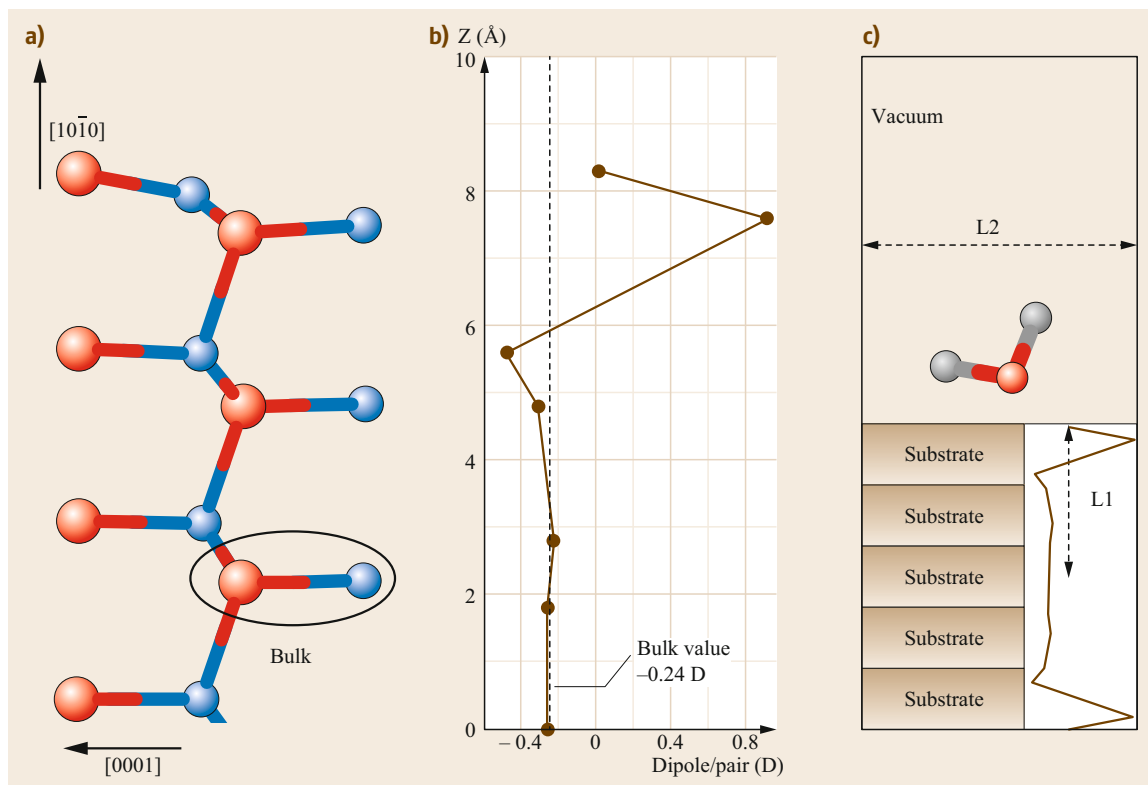 a)
[101̄0]
Bulk
[0001]
b) Z (Å)
10
8
6
4
2
0
Bulk value
–0.24 D
– 0.4 0 0.4 0.8
Dipole/pair (D)
c)
Vacuum
L2
Substrate
L1
Substrate
Substrate
Substrate
Substrate